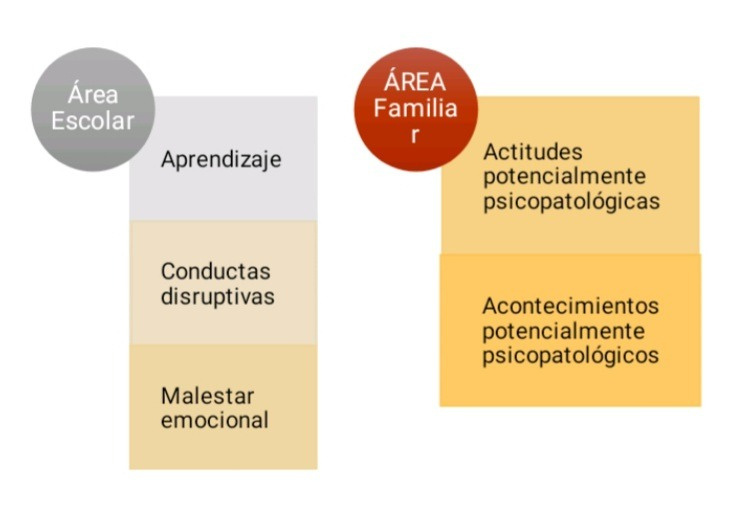 Área
Escolar
Aprendizaje
Conductas
disruptivas
Malestar
emocional
ÁREA
Familia
r
Actitudes
potencialmente
psicopatológicas
Acontecimientos
potencialmente
psicopatológicos